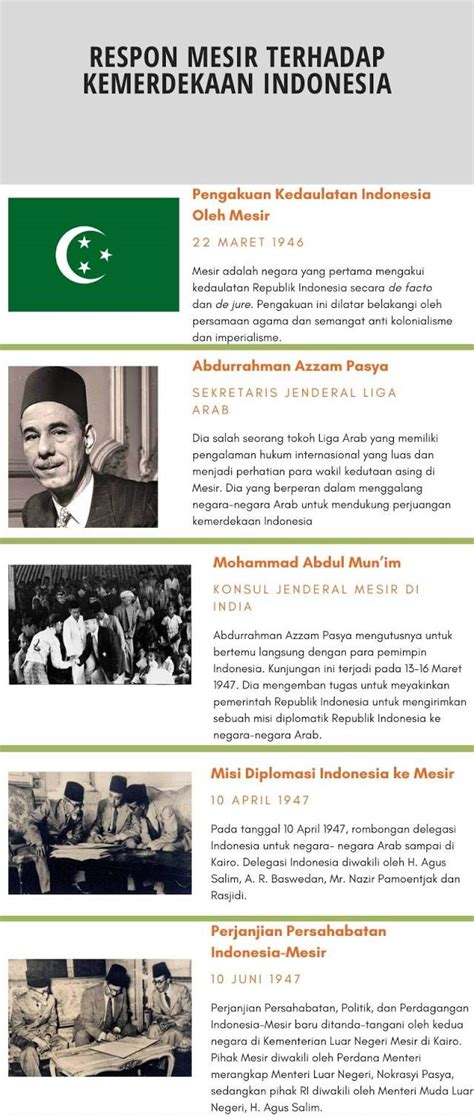 RESPON MESIR TERHADAP
KEMERDEKAAN INDONESIA
Pengakuan Kedaulatan Indonesia
Oleh Mesir
22 MARET 1946
Mesir adalah negara yang pertama mengakui
kedaulatan Republik Indonesia secara de facto
dan de jure. Pengakuan ini dilatar belakangi oleh
persamaan agama dan semangat anti kolonialisme
dan imperialisme.
Abdurrahman Azzam Pasya
SEKRETARIS JENDERAL LIGA
ARAB
Dia salah seorang tokoh Liga Arab yang memiliki
pengalaman hukum internasional yang luas dan
menjadi perhatian para wakil kedutaan asing di
Mesir. Dia yang berperan dalam menggalang
negara-negara Arab untuk mendukung perjuangan
kemerdekaan Indonesia
Mohammad Abdul Mun'im
KONSUL JENDERAL MESIR DI
INDIA
Abdurrahman Azzam Pasya mengutusnya untuk
bertemu langsung dengan para pemimpin
Indonesia. Kunjungan ini terjadi pada 13-16 Maret
1947. Dia mengemban tugas untuk meyakinkan
pemerintah Republik Indonesia untuk mengirimkan
sebuah misi diplomatik Republik Indonesia ke
negara-negara Arab.
Misi Diplomasi Indonesia ke Mesir
10 APRIL 1947
Pada tanggal 10 April 1947, rombongan delegasi
Indonesia untuk negara- negara Arab sampai di
Kairo. Delegasi Indonesia diwakili oleh H. Agus
Salim, A. R. Baswedan, Mr. Nazir Pamoentjak dan
Rasjidi.
Perjanjian Persahabatan
Indonesia-Mesir
10 JUNI 1947
Perjanjian Persahabatan, Politik, dan Perdagangan
Indonesia-Mesir baru ditanda-tangani oleh kedua
negara di Kementerian Luar Negeri Mesir di Kairo.
Pihak Mesir diwakili oleh Perdana Menteri
merangkap Menteri Luar Negeri, Nokrasyi Pasya,
sedangkan pihak RI diwakili oleh Menteri Muda Luar
Negeri, H. Agus Salim.